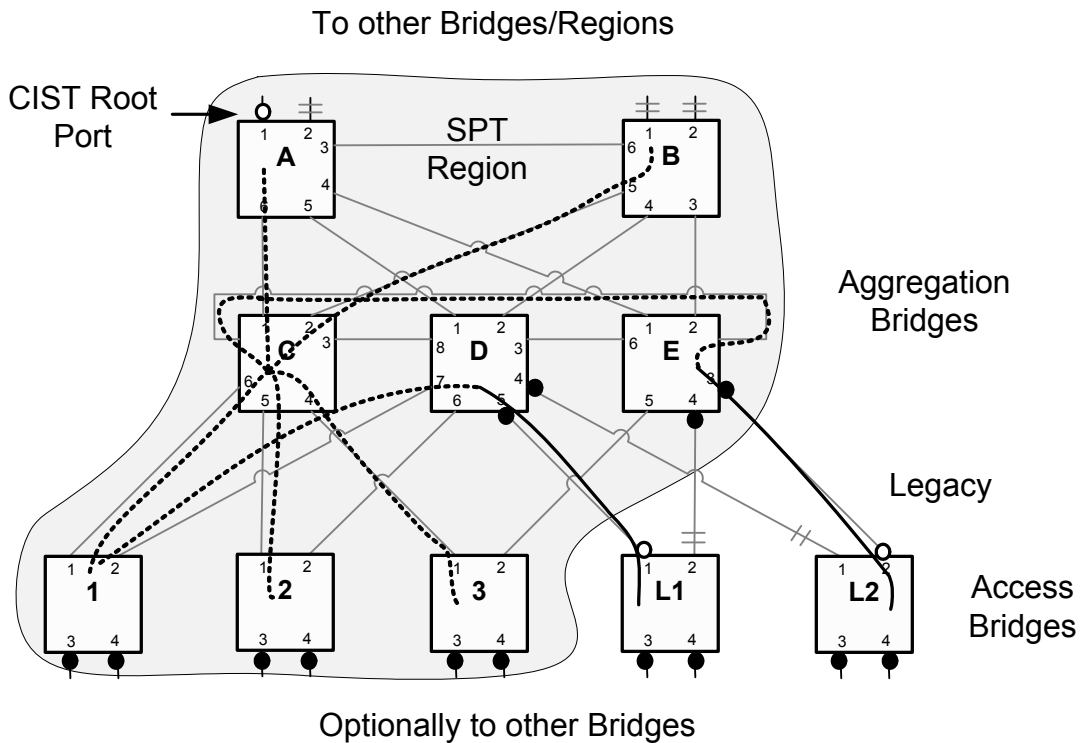 To other Bridges/Regions
CIST Root
Port
SPT
Region
1 2
3
A
4
6 5
1 2
6
B
5
4 3
Aggregation
Bridges
1 2
C 3
6
5 4
1 2
8 D 3
7 4
6 5
1 2
6 E
3
5 4
Legacy
1 2
1
3 4
1 2
2
3 4
1 2
3
3 4
1 2
L1
3 4
1 2
L2
3 4
Access
Bridges
Optionally to other Bridges